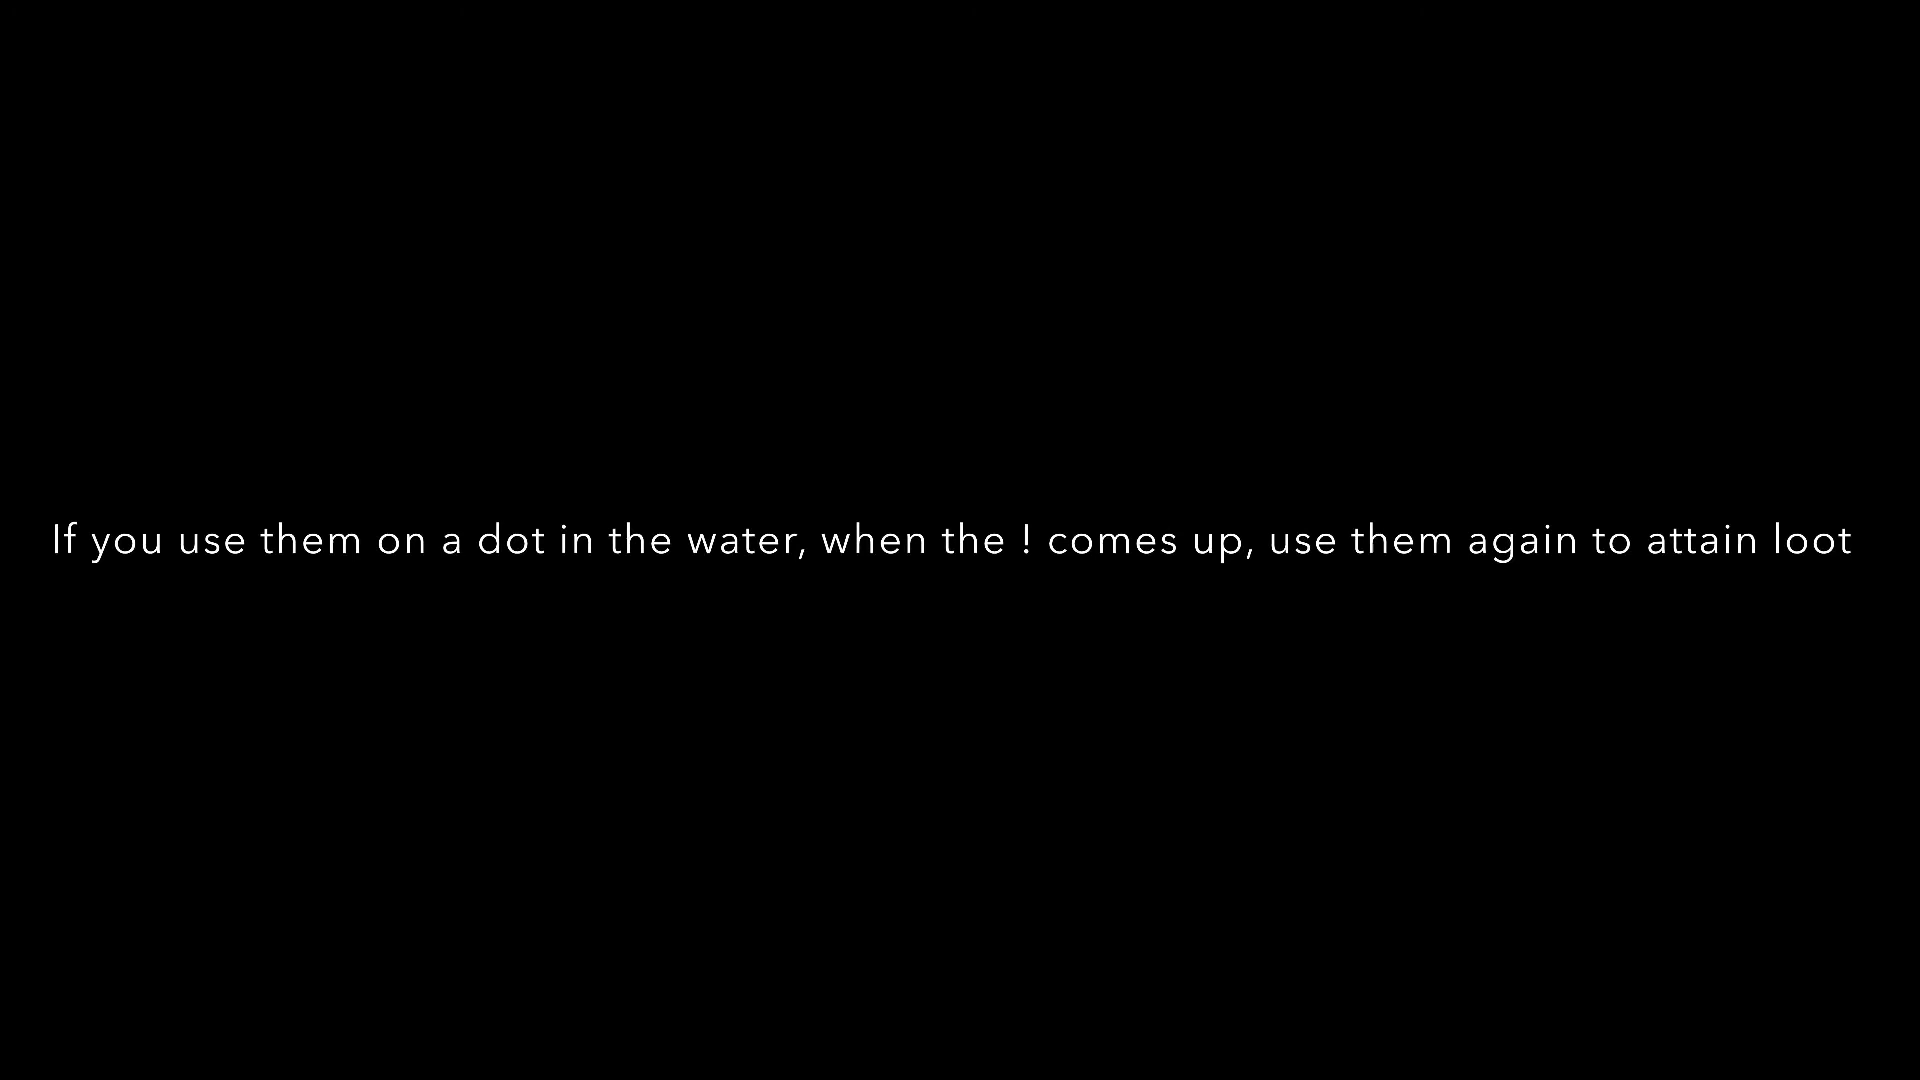 If you use them on a dot in the water, when the ! comes up, use them again to attain loot